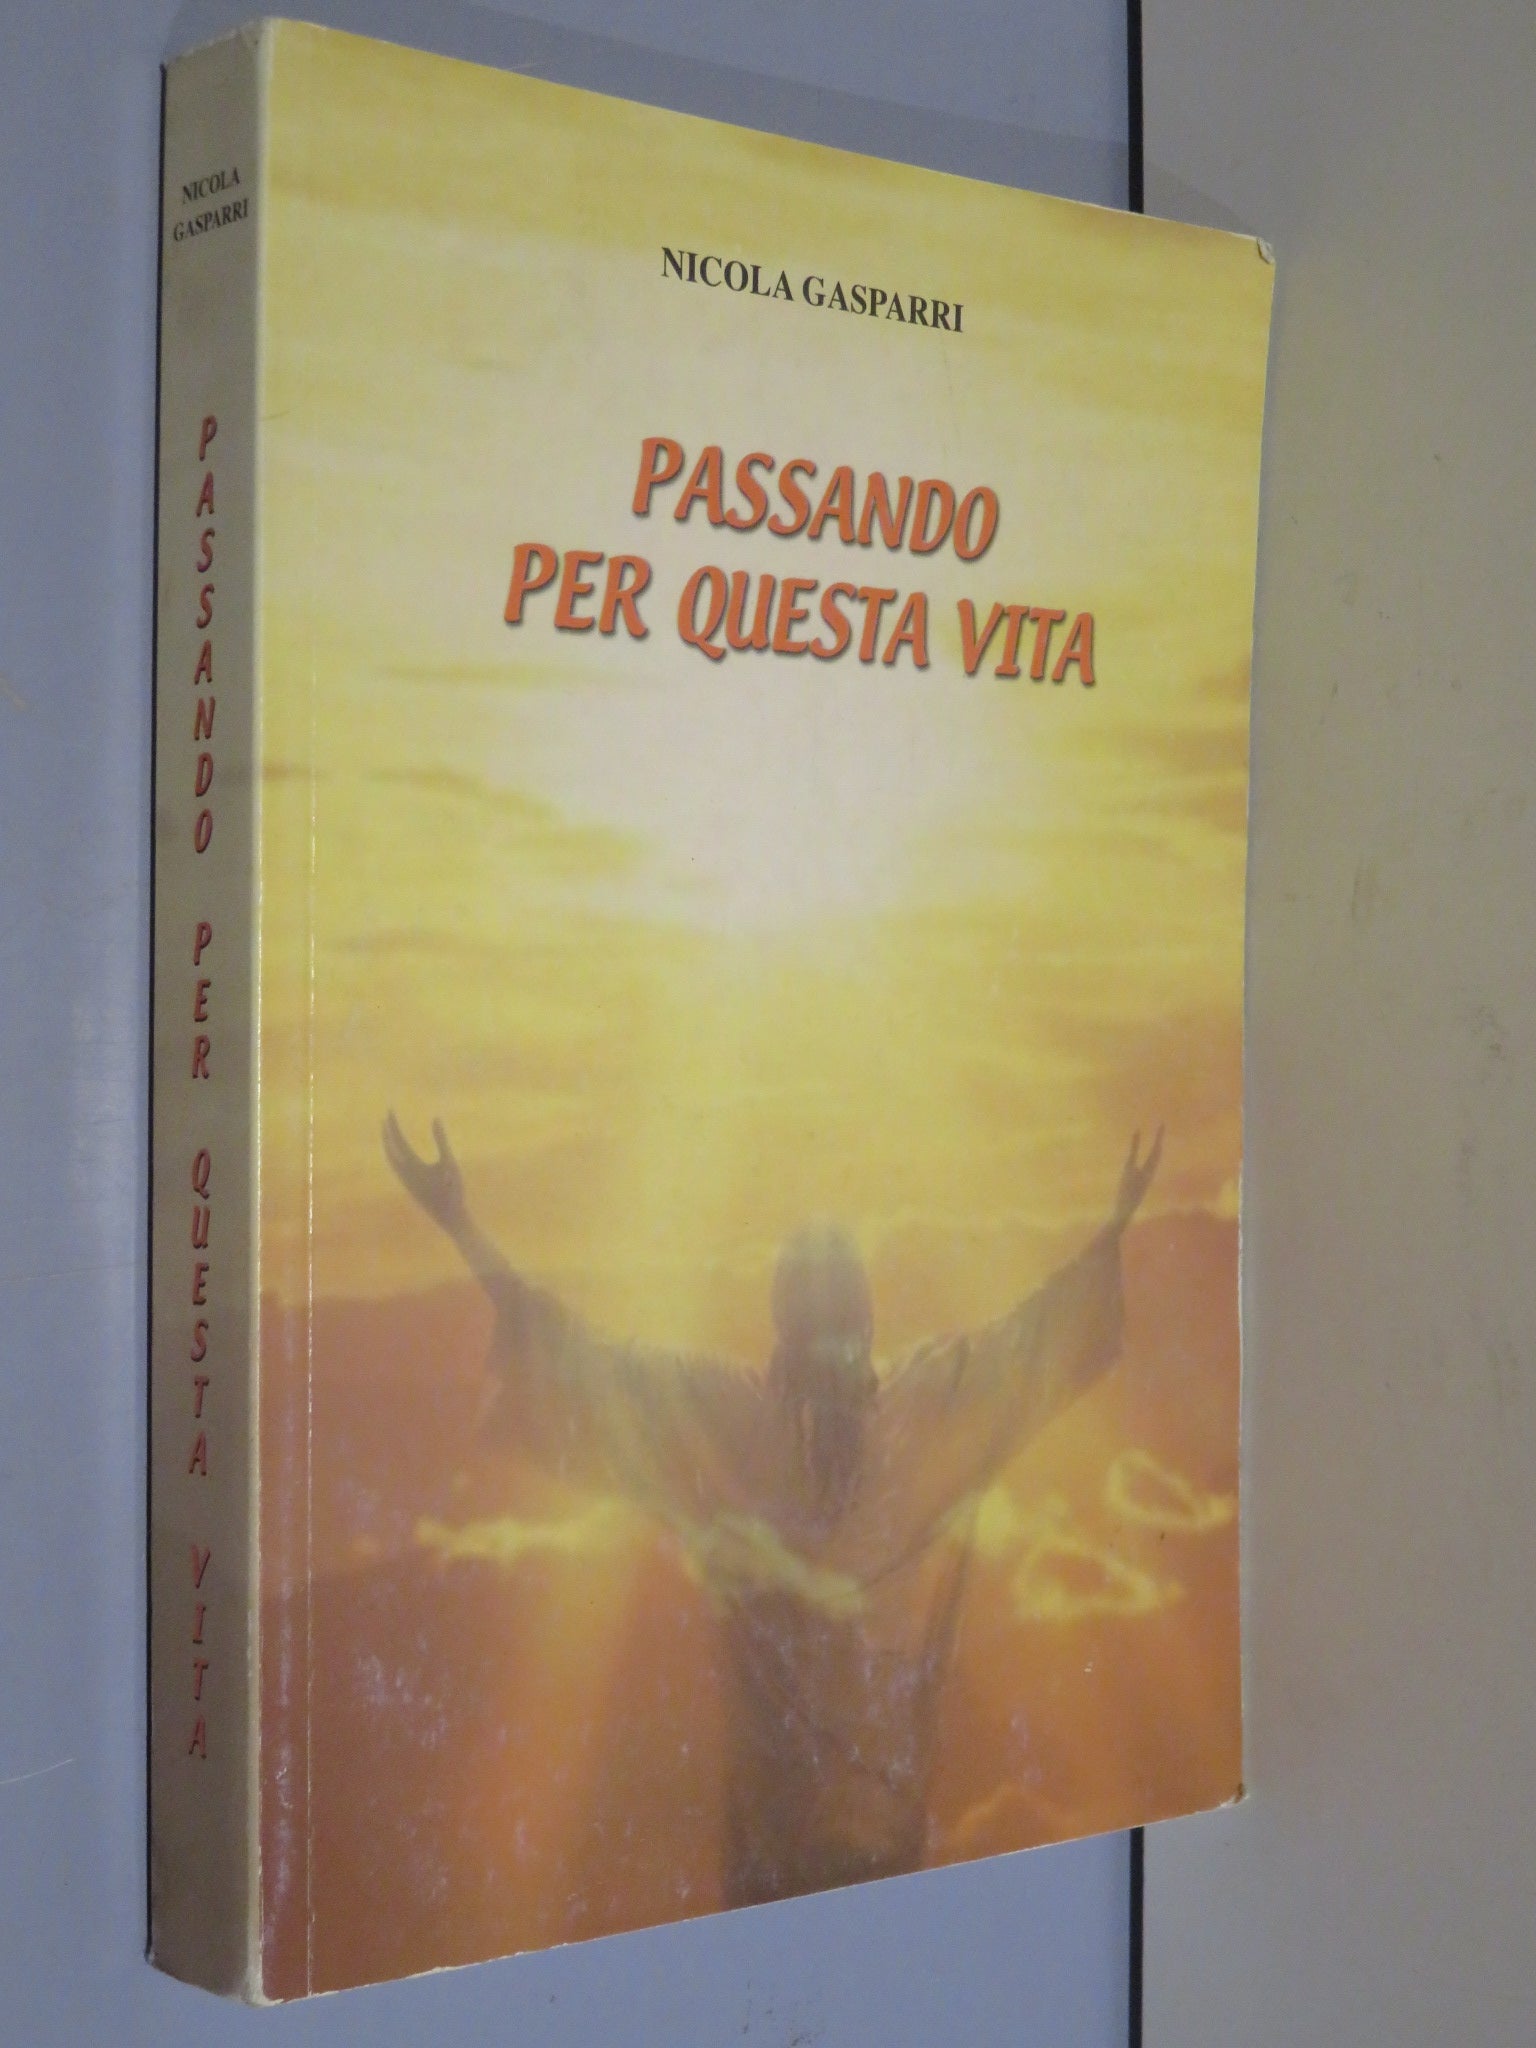 NICOLA
GASPARRI
PASSANDO PER QUESTA VITA
NICOLA GASPARRI
PASSANDO
PER QUESTA VITA